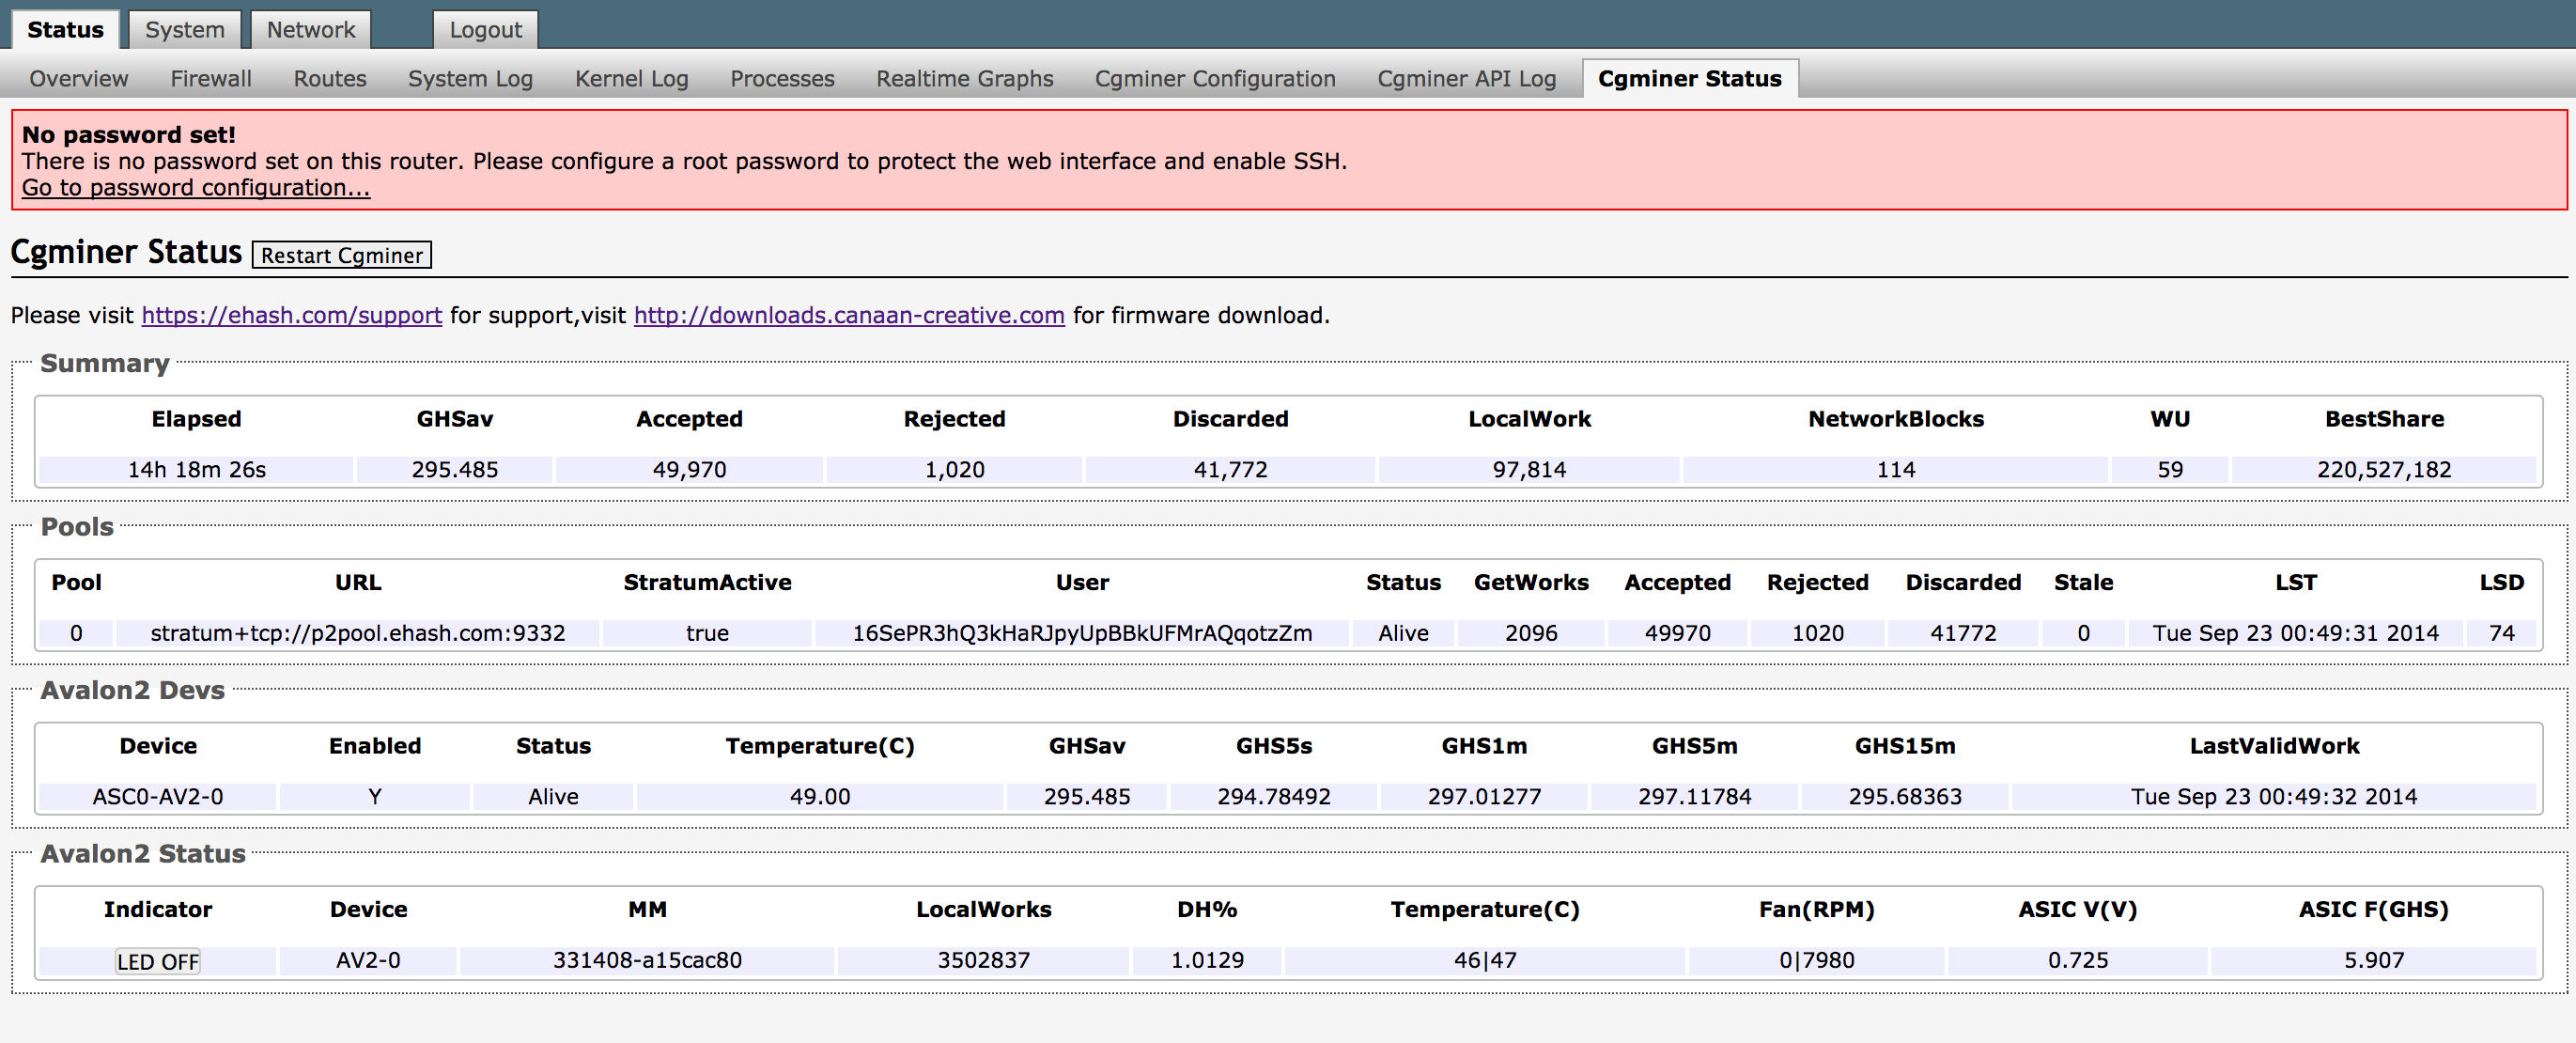 Status System Network Logout
Overview Firewall Routes System Log Kernel Log Processes Realtime Graphs Cgminer Configuration Cgminer API Log Cgminer Status
No password set!
There is no password set on this router. Please configure a root password to protect the web interface and enable SSH.
Go to password configuration...
Cgminer Status Restart Cgminer
Please visit https://ehash.com/support for support,visit http://downloads.canaan-creative.com for firmware download.
Summary
Elapsed GHSav Accepted Rejected Discarded LocalWork NetworkBlocks WU BestShare
14h 18m 26s 295.485 49,970 1,020 41,772 97,814 114 59 220,527,182
Pools
Pool URL StratumActive User Status GetWorks Accepted Rejected Discarded Stale LST LSD
0 stratum+tcp://p2pool.ehash.com:9332 true 16SePR3hQ3kHaRJpyUpBBkUFMrAQqotzZm Alive 2096 49970 1020 41772 0 Tue Sep 23 00:49:31 2014 74
Avalon2 Devs
Device Enabled Status Temperature(C) GHSav GHS5s GHS1m GHS5m GHS15m LastValidWork
ASC0-AV2-0 Y Alive 49.00 295.485 294.78492 297.01277 297.11784 295.68363 Tue Sep 23 00:49:32 2014
Avalon2 Status
Indicator Device MM LocalWorks DH% Temperature(C) Fan(RPM) ASIC V(V) ASIC F(GHS)
LED OFF AV2-0 331408-a15cac80 3502837 1.0129 46|47 0|7980 0.725 5.907